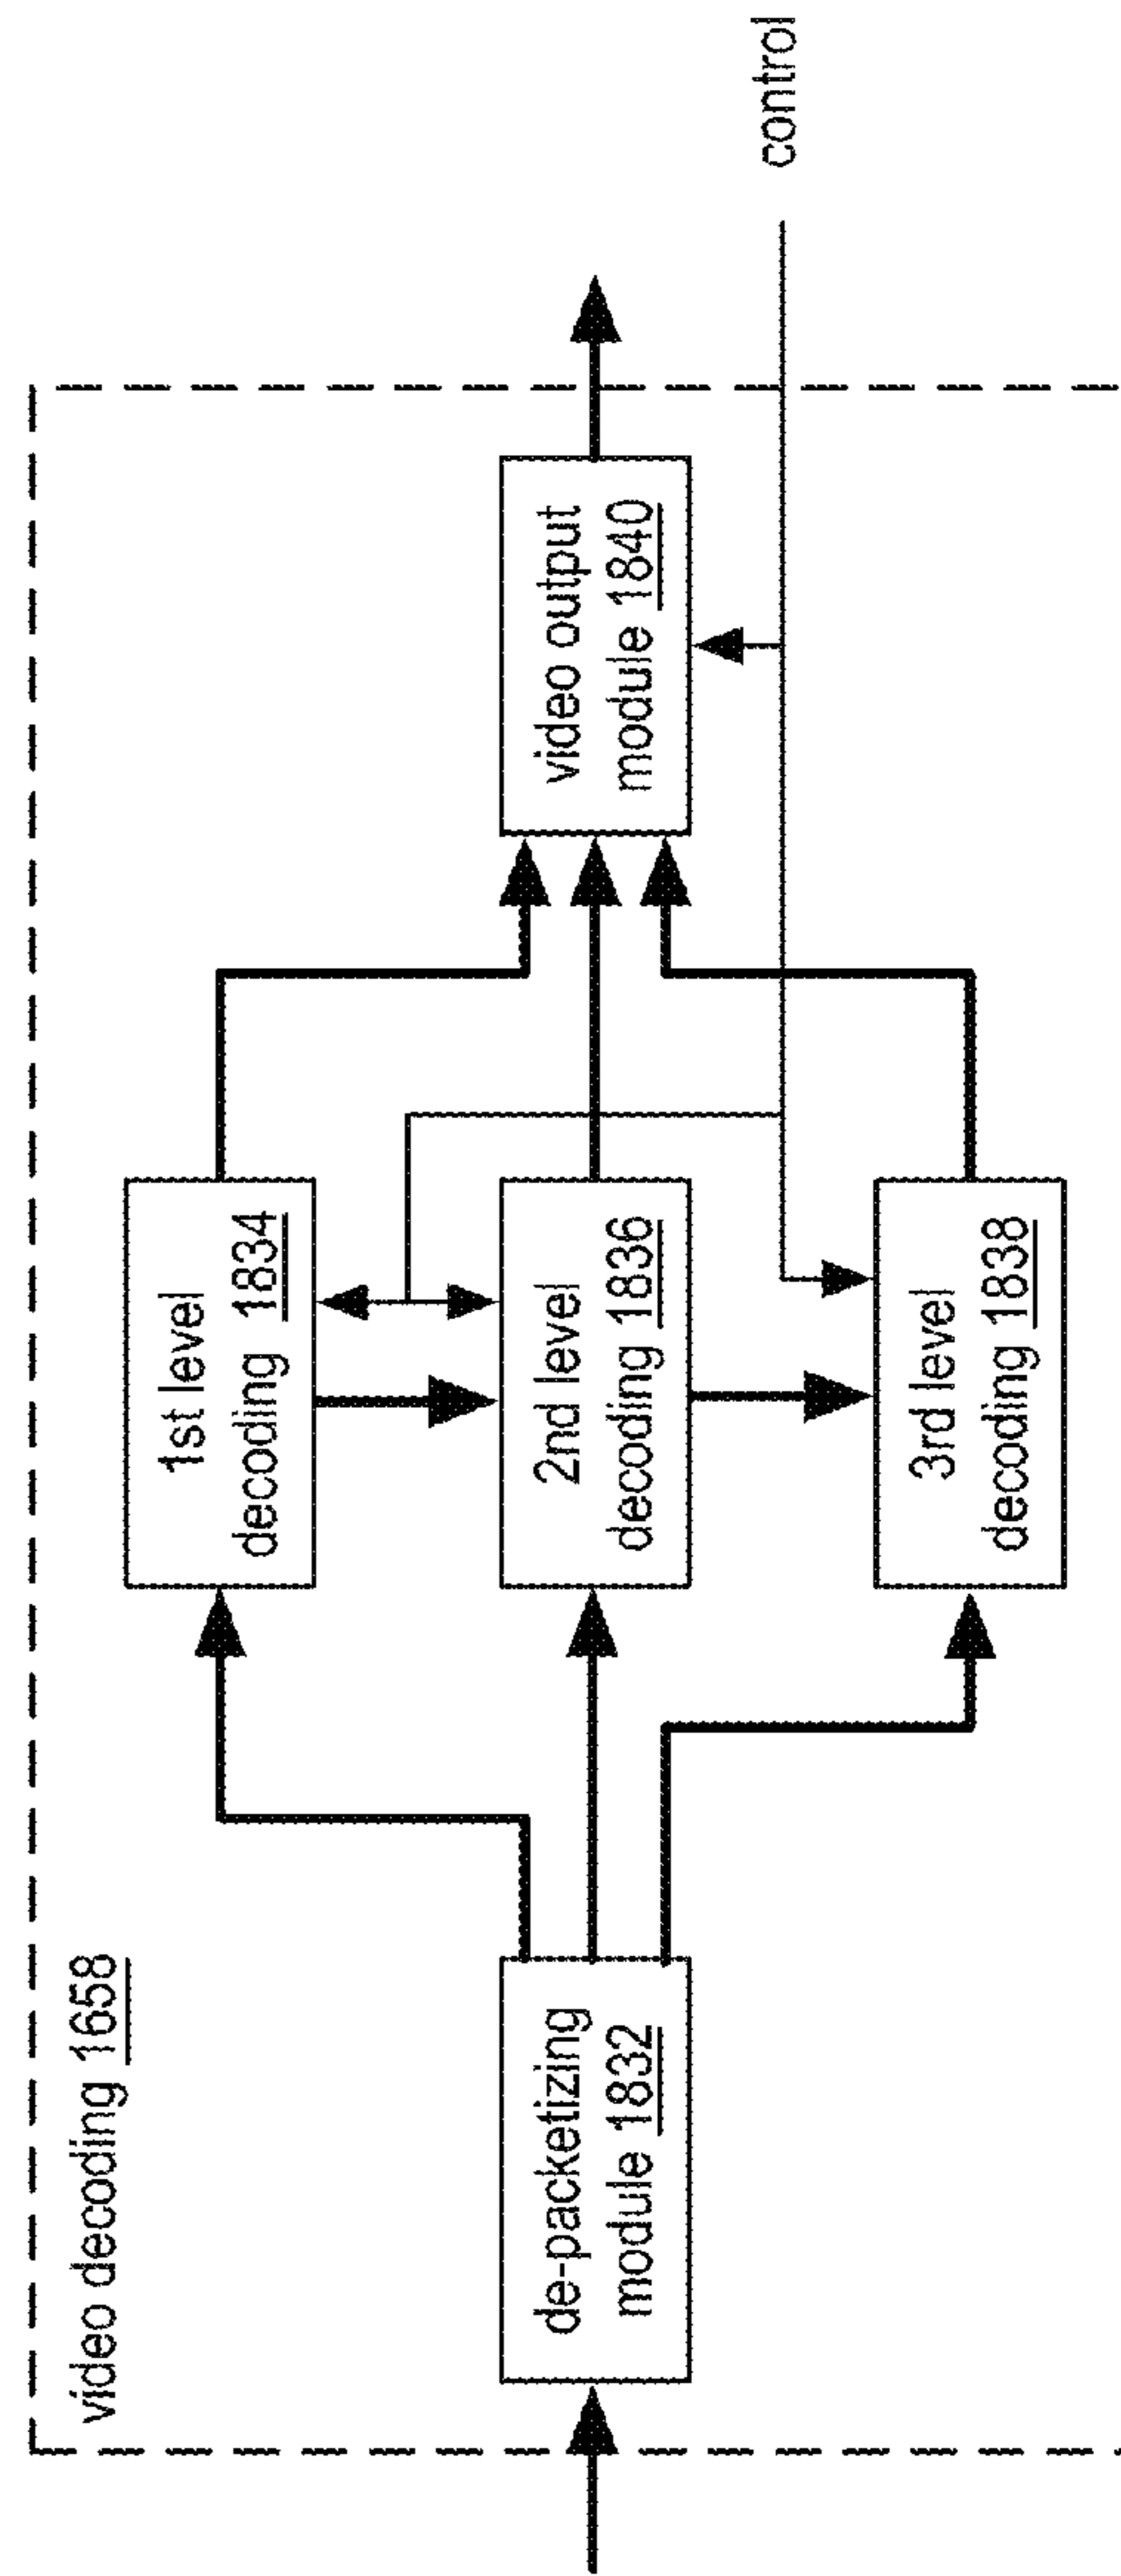 video decoding 1658
de-packetizing
module 1832
1st level
decoding 1834
2nd level
decoding 1836
3rd level
decoding 1838
video output
module 1840
control